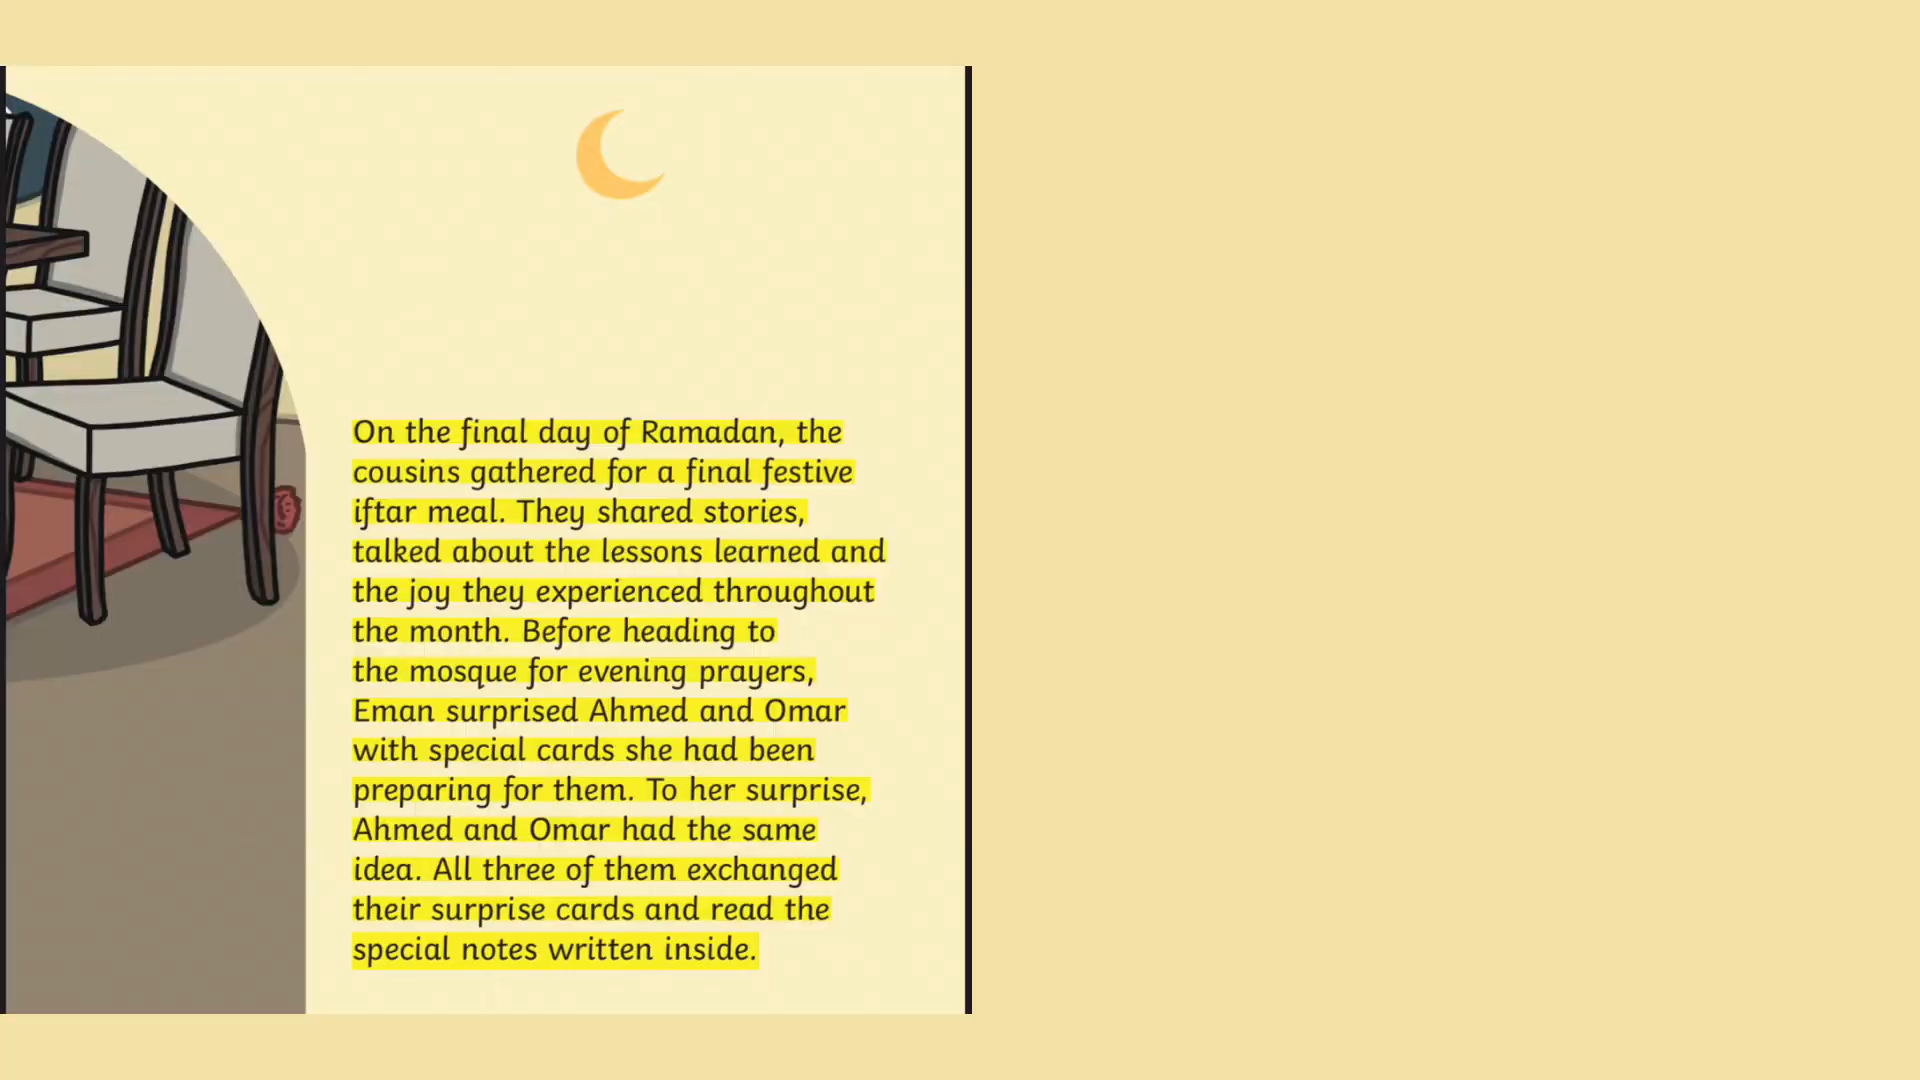 On the final day of Ramadan, the
cousins gathered for a final festive
iftar meal. They shared stories,
talked about the lessons learned and
the joy they experienced throughout
the month. Before heading to
the mosque for evening prayers,
Eman surprised Ahmed and Omar
with special cards she had been
preparing for them. To her surprise,
Ahmed and Omar had the same
idea. All three of them exchanged
their surprise cards and read the
special notes written inside.